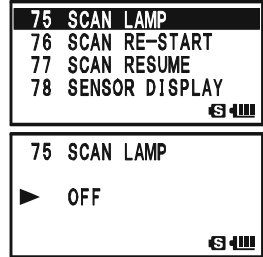 75 SCAN LAMP
76 SCAN RE-START
77 SCAN RESUME
78 SENSOR DISPLAY
S
75 SCAN LAMP
▶ OFF
S